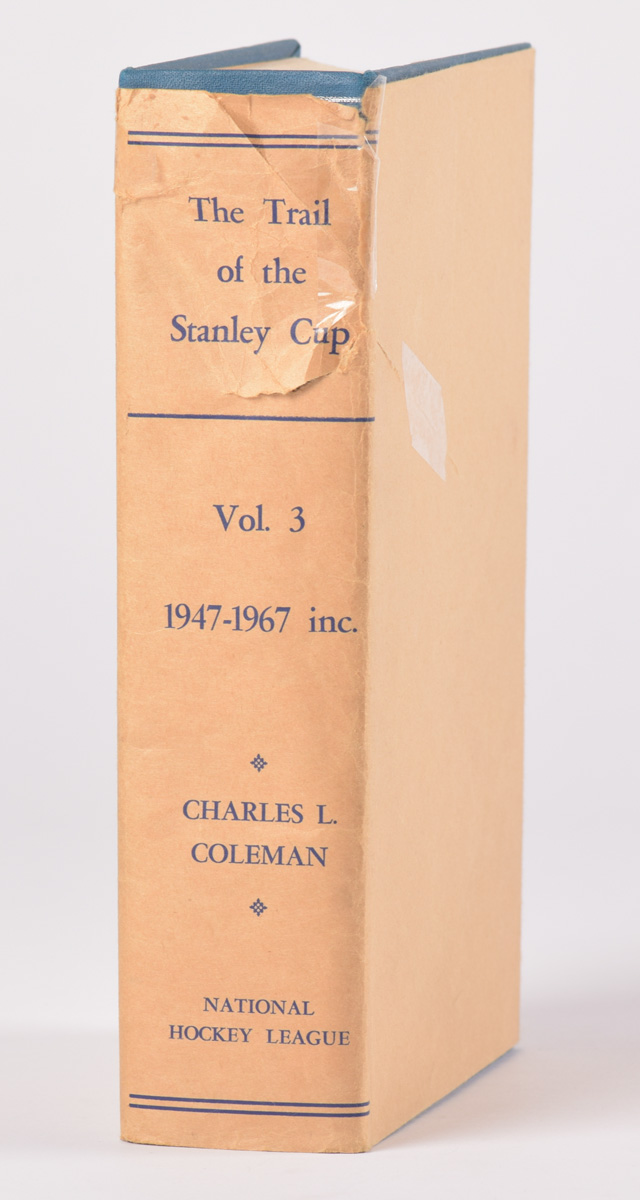 The Trail
of the
Stanley Cup
Vol. 3
1947-1967 inc.
CHARLES L.
COLEMAN
NATIONAL
HOCKEY LEAGUE